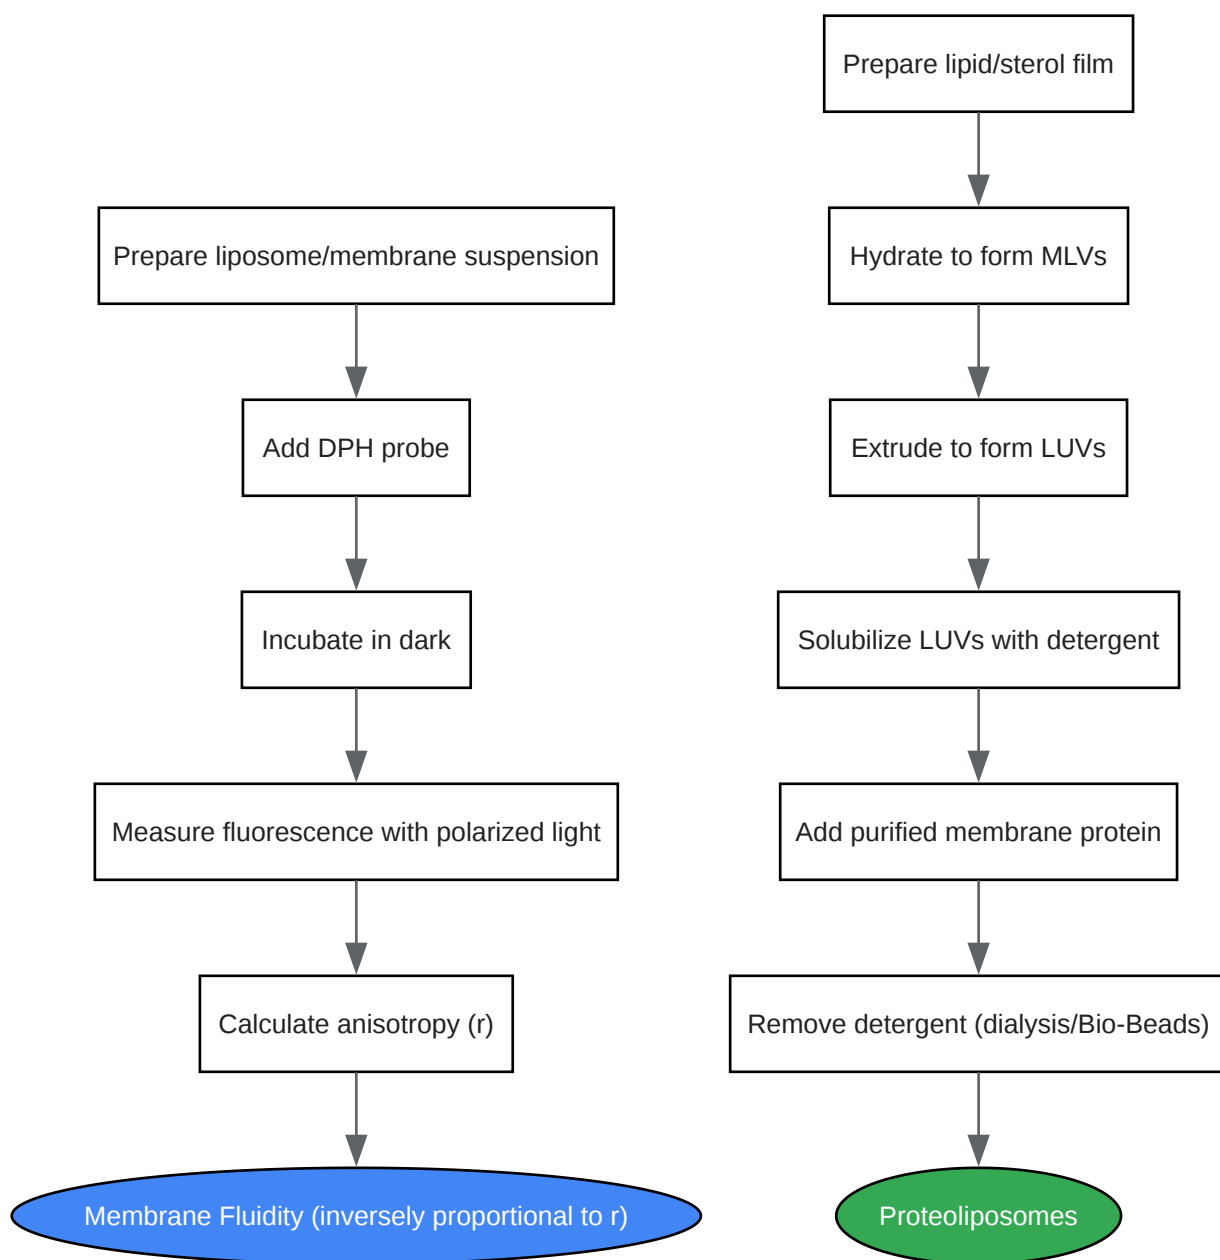 Prepare liposome/membrane suspension
Add DPH probe
Incubate in dark
Measure fluorescence with polarized light
Calculate anisotropy (r)
Membrane Fluidity (inversely proportional to r)
Prepare lipid/sterol film
Hydrate to form MLVs
Extrude to form LUVs
Solubilize LUVs with detergent
Add purified membrane protein
Remove detergent (dialysis/Bio-Beads)
Proteoliposomes